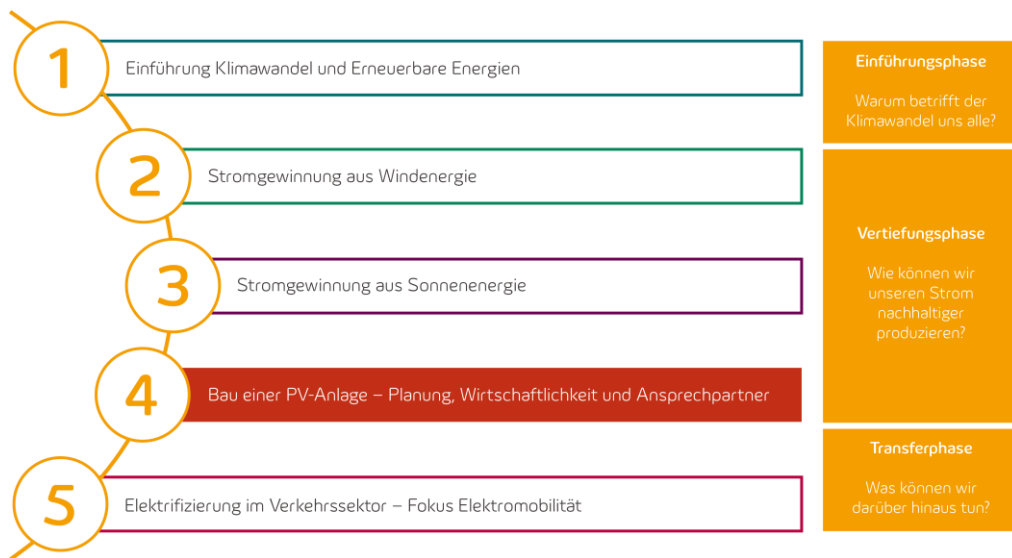 1
Einführung Klimawandel und Erneuerbare Energien
Einführungsphase
Warum betrifft der
Klimawandel uns alle?
2
Stromgewinnung aus Windenergie
3
Stromgewinnung aus Sonnenenergie
4
Bau einer PV-Anlage – Planung, Wirtschaftlichkeit und Ansprechpartner
Vertiefungsphase
Wie können wir
unseren Strom
nachhaltiger
produzieren?
5
Elektrifizierung im Verkehrssektor – Fokus Elektromobilität
Transferphase
Was können wir
darüber hinaus tun?